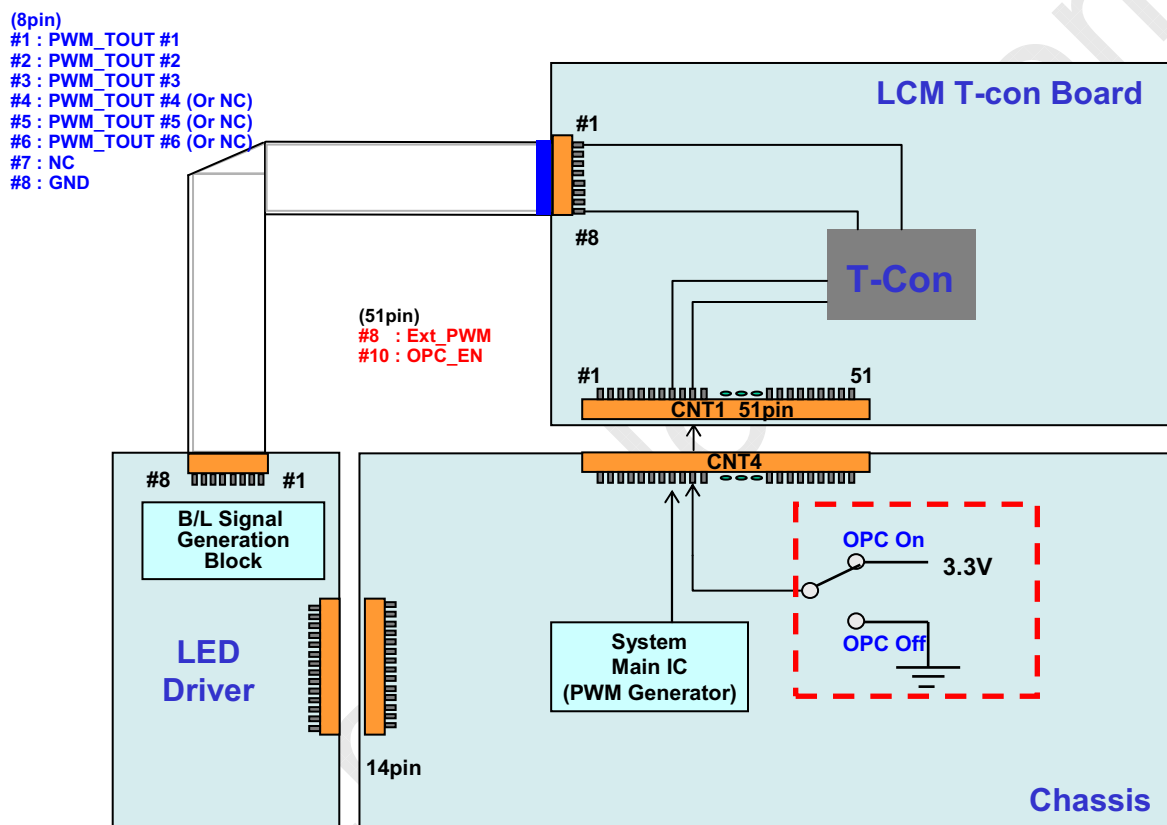 (8pin)
#1 : PWM_TOUT #1
#2 : PWM_TOUT #2
#3 : PWM_TOUT #3
#4 : PWM_TOUT #4 (Or NC)
#5 : PWM_TOUT #5 (Or NC)
#6 : PWM_TOUT #6 (Or NC)
#7 : NC
#8 : GND
LCM T-con Board
#1
#8
T-Con
(51pin)
#8 : Ext_PWM
#10 : OPC_EN
#1
51
CNT1 51pin
CNT4
#8
#1
B/L Signal
Generation
Block
OPC On
3.3V
OPC Off
System
Main IC
(PWM Generator)
LED
Driver
14pin
Chassis